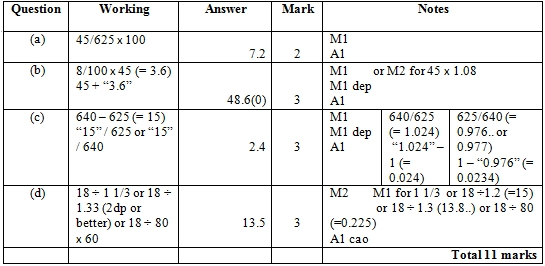 Question Working Answer Mark Notes
(a) 45/625 x 100 M1
7.2 2 A1
(b) 8/100 x 45 (= 3.6) M1 or M2 for 45 x 1.08
45 + “3.6” M1 dep
48.6(0) 3 A1
(c) 640 – 625 (= 15) M1 640/625 625/640 (=
“15” / 625 or “15” M1 dep (= 1.024) 0.976.. or
/ 640 2.4 3 A1 “1.024” – 0.977)
1 (= 1 – “0.976” (=
0.024) 0.0234)
(d) 18 ÷ 1 1/3 or 18 ÷ M2 M1 for 1 1/3 or 18 ÷1.2 (=15)
1.33 (2dp or or 18 ÷ 1.3 (13.8..) or 18 ÷ 80
better) or 18 ÷ 80 13.5 3 (=0.225)
x 60 A1 cao
Total 11 marks